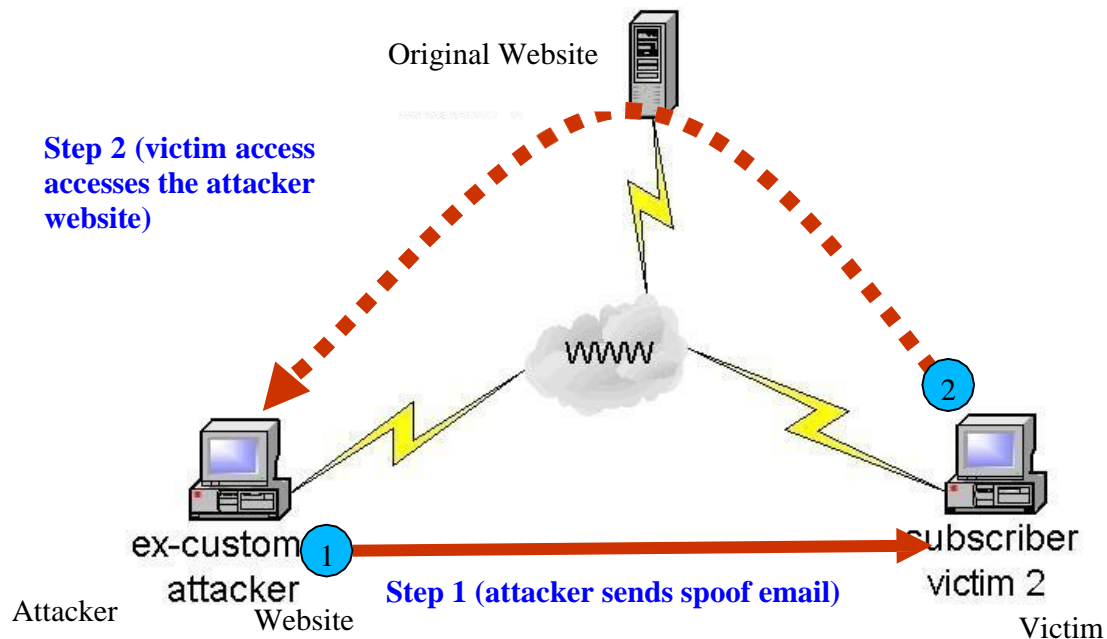 Original Website
Step 2 (victim access
accesses the attacker
website)
WWW
2
ex-custom
1
attacker
subscriber
victim 2
Step 1 (attacker sends spoof email)
Attacker
Website
Victim